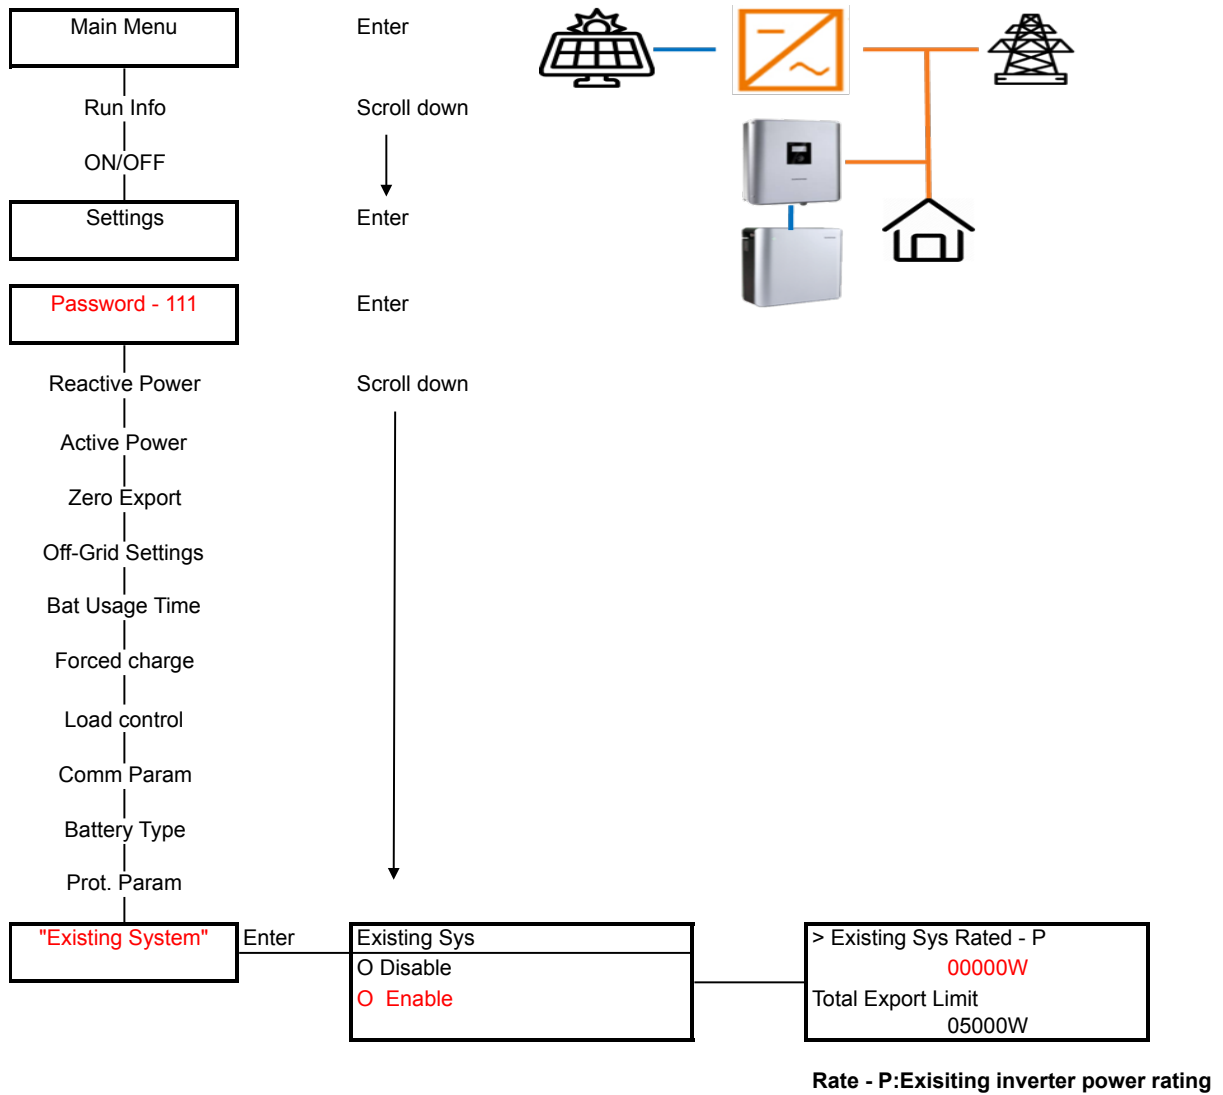 Main Menu Enter
Run Info Scroll down
ON/OFF
Settings Enter
Password - 111 Enter
Reactive Power Scroll down
Active Power
Zero Export
Off-Grid Settings
Bat Usage Time
Forced charge
Load control
Comm Param
Battery Type
Prot. Param
"Existing System" Enter
Existing Sys
O Disable
O Enable
> Existing Sys Rated - P
00000W
Total Export Limit
05000W
Rate - P:Exisiting inverter power rating